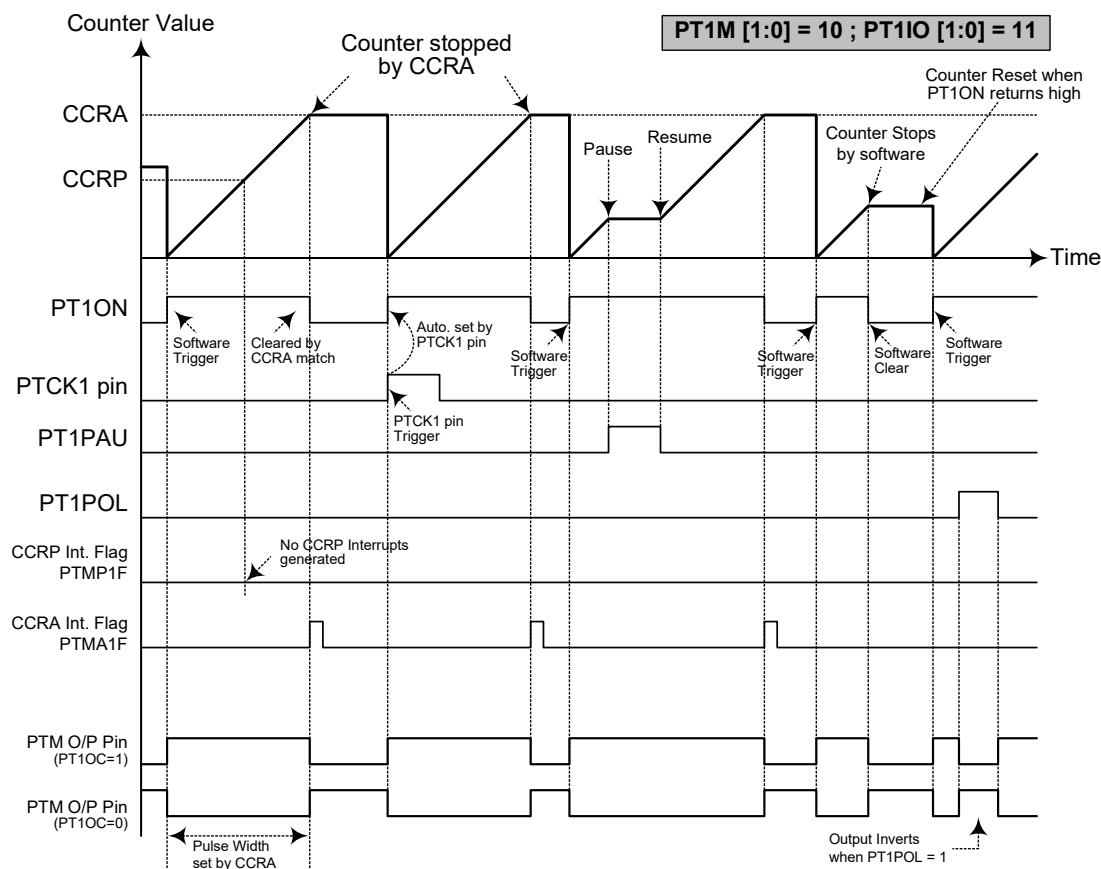 Counter Value
PT1M [1:0] = 10 ; PT1IO [1:0] = 11
Counter stopped
by CCRA
Counter Reset when
PT1ON returns high
CCRA
Counter Stops
by software
Pause
Resume
CCRP
Time
PT1ON
Software
Trigger
Cleared by
CCRA match
Auto. set by
PTCK1 pin
Software
Trigger
Software
Trigger
Software
Clear
Software
Trigger
PTCK1 pin
PTCK1 pin
Trigger
PT1PAU
PT1POL
CCRP Int. Flag
PTMP1F
No CCRP Interrupts
generated
CCRA Int. Flag
PTMA1F
PTM O/P Pin
(PT1OC=1)
PTM O/P Pin
(PT1OC=0)
Pulse Width
set by CCRA
Output Inverts
when PT1POL = 1